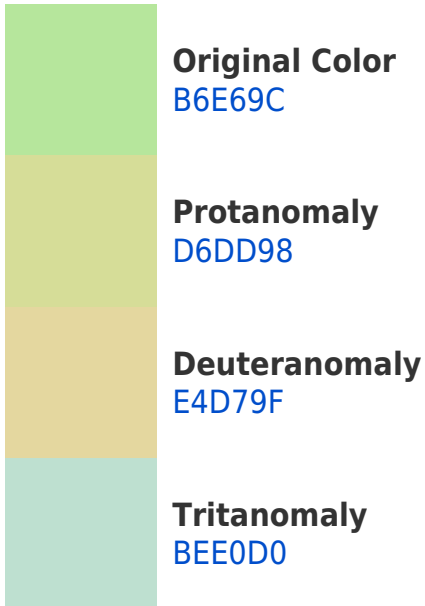 Original Color
B6E69C
Protanomaly
D6DD98
Deuteranomaly
E4D79F
Tritanomaly
BEE0D0